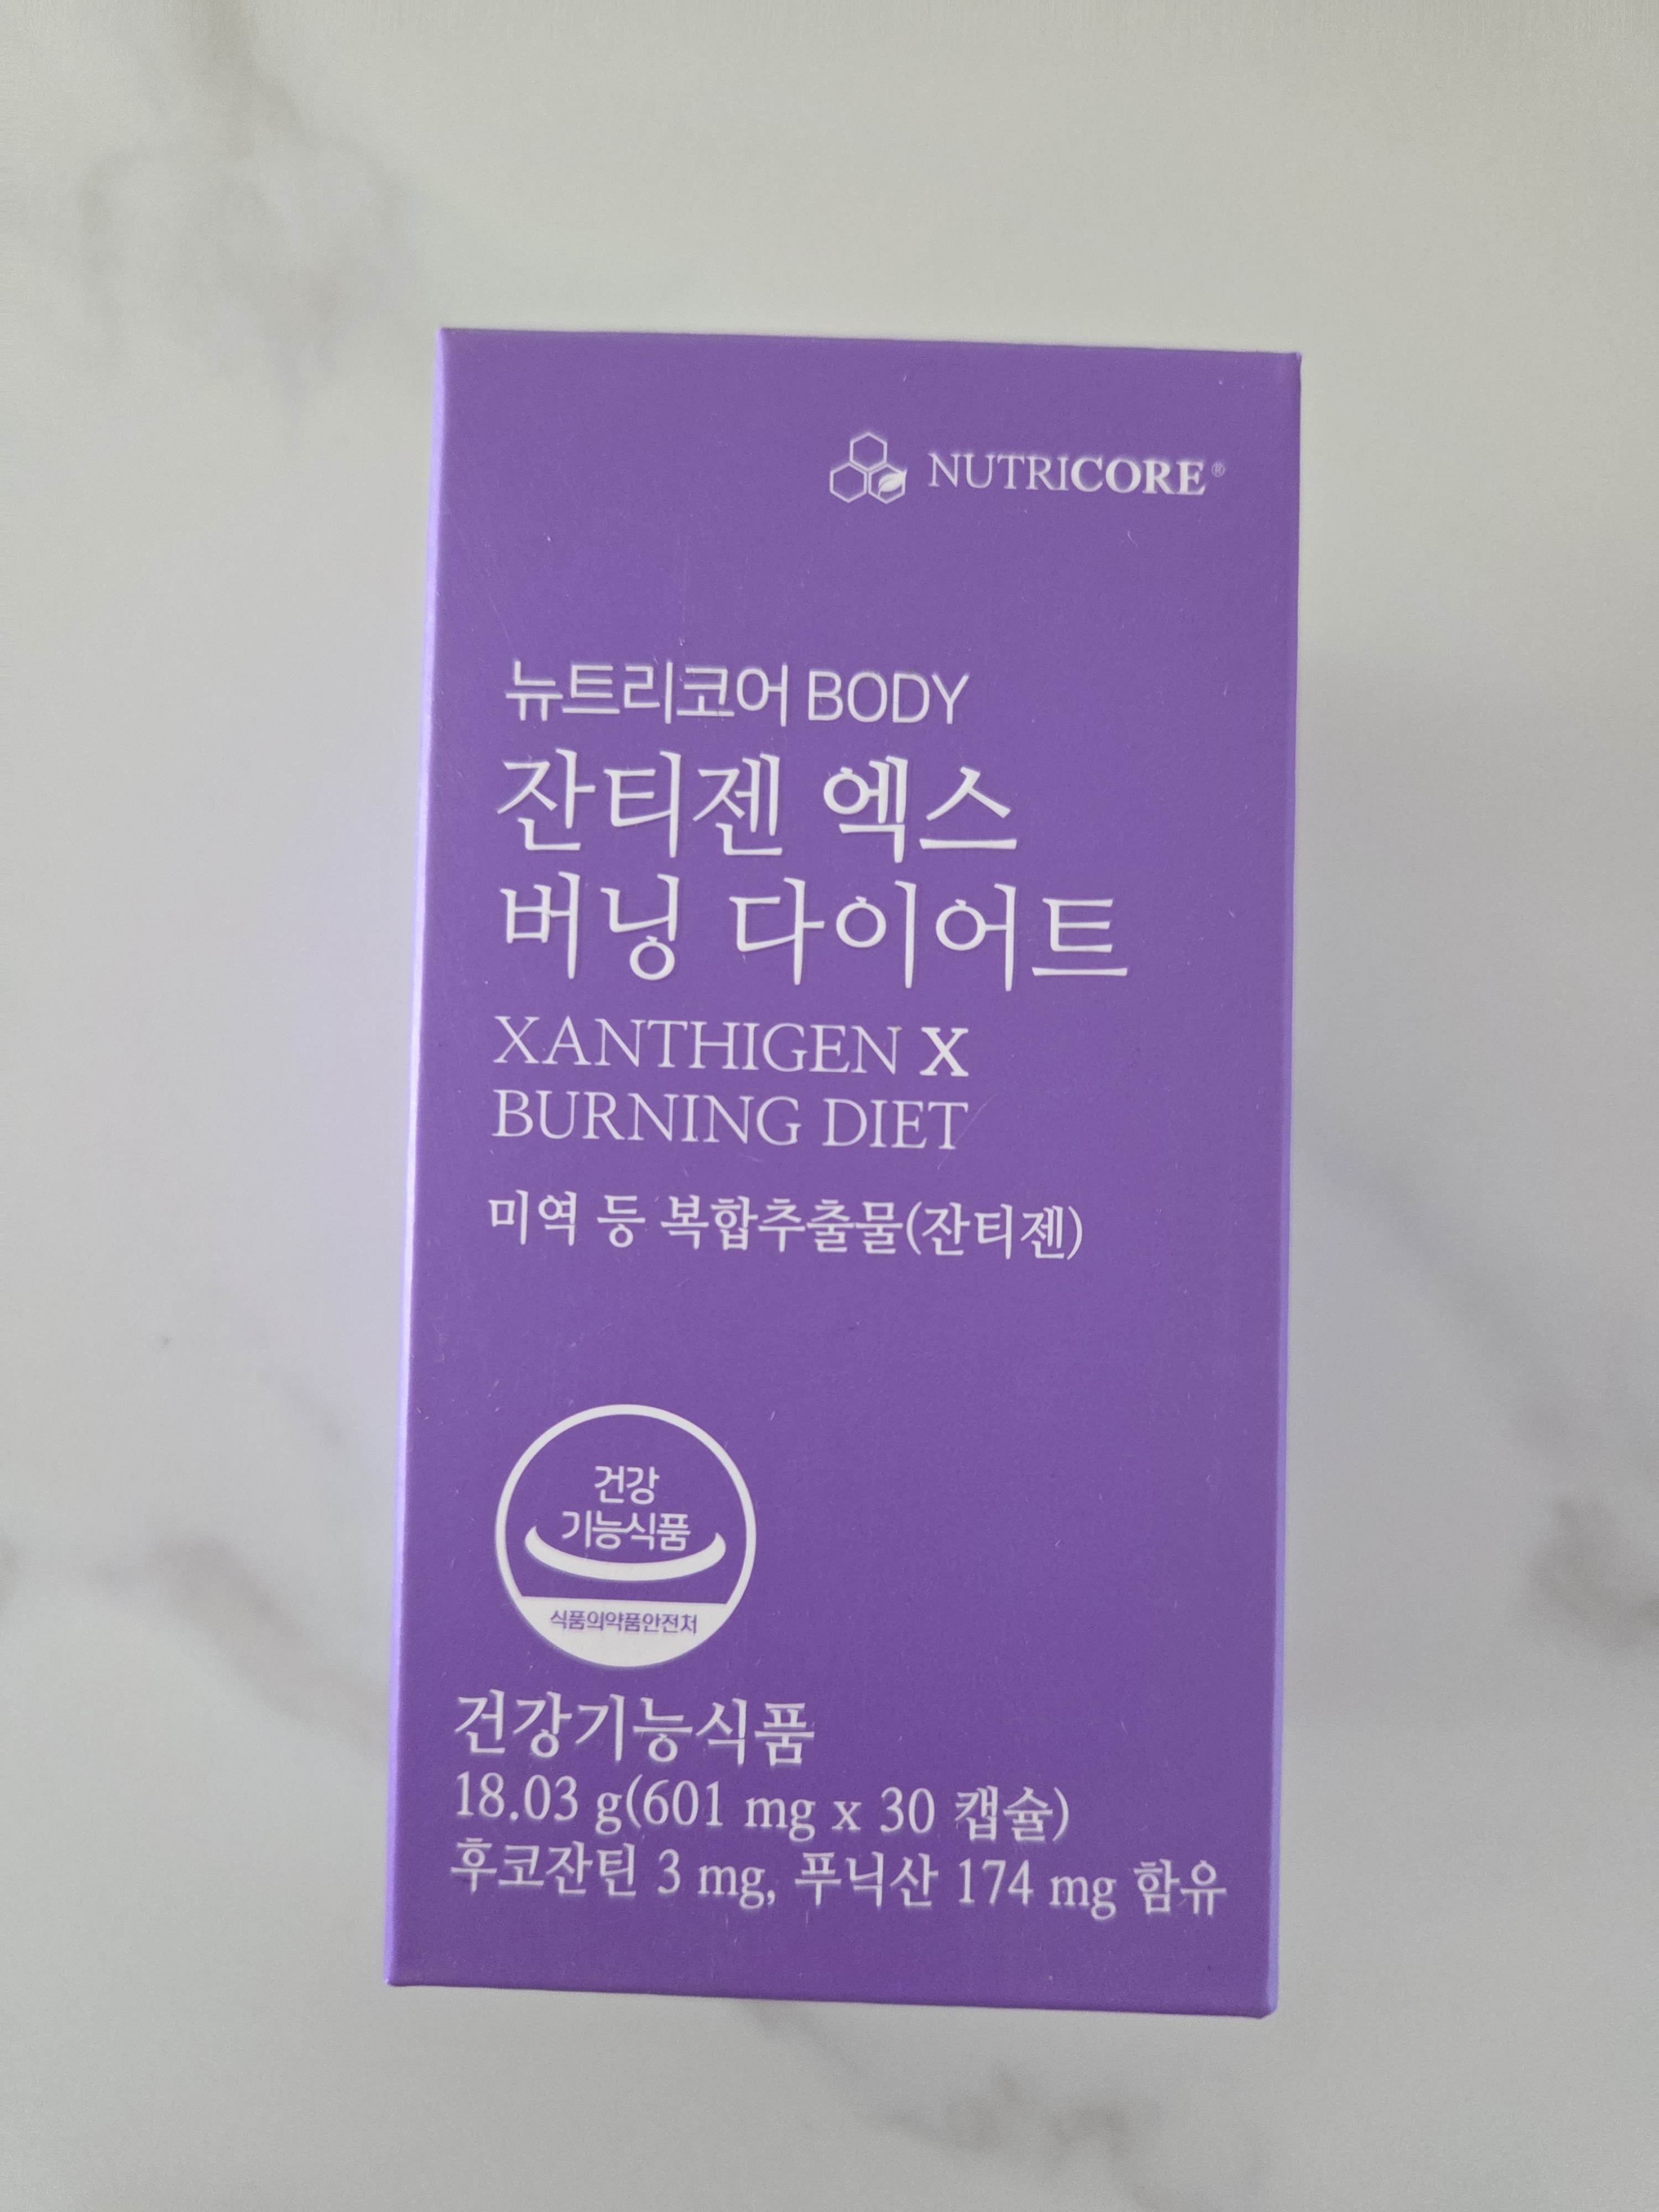 NUTRICORE®
뉴트리코어 BODY
잔티젠 엑스
버닝 다이어트
XANTHIGEN X
BURNING DIET
미역 등 복합추출물(잔티젠)
건강
기능식품
식품의약품안전처
건강기능식품
18.03 g(601 mg x 30 캡슐)
후코잔틴 3 mg, 푸닉산 174 mg 함유